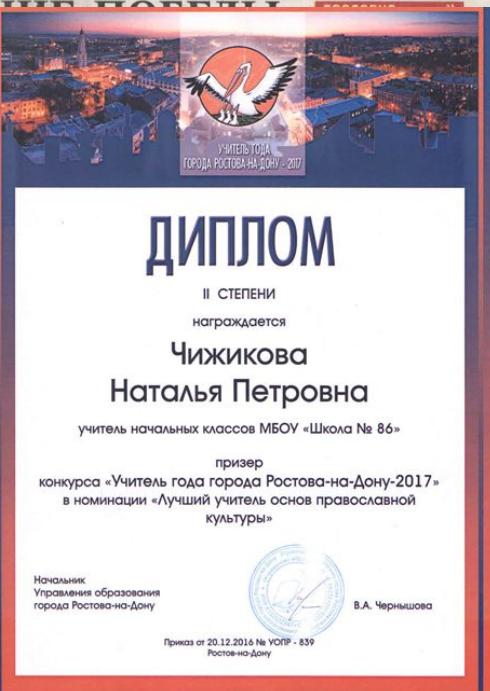 УЧИТЕЛЬ ГОДА
ГОРОДА РОСТОВА-НА-ДОНУ - 2017
ДИПЛОМ
II СТЕПЕНИ
награждается
Чижикова
Наталья Петровна
учитель начальных классов МБОУ «Школа № 86»
призер
конкурса «Учитель года города Ростова-на-Дону-2017»
в номинации «Лучший учитель основ православной
культуры»
Начальник
Управления образования
города Ростова-на-Дону
В.А. Чернышова
Приказ от 20.12.2016 № УОПР - 839
Ростов-на-Дону